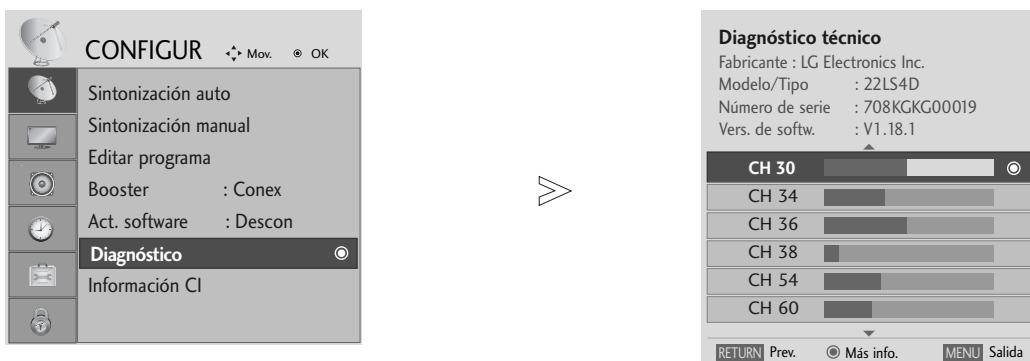 CONFIGUR Mov. OK
Sintonización auto
Sintonización manual
Editar programa
Booster : Conex
Act. software : Descon
Diagnóstico
Información CI
Diagnóstico técnico
Fabricante : LG Electronics Inc.
Modelo/Tipo : 22LS4D
Número de serie : 708KGKG00019
Vers. de softw. : V1.18.1
CH 30
CH 34
CH 36
CH 38
CH 54
CH 60
RETURN Prev. Más info. MENU Salida